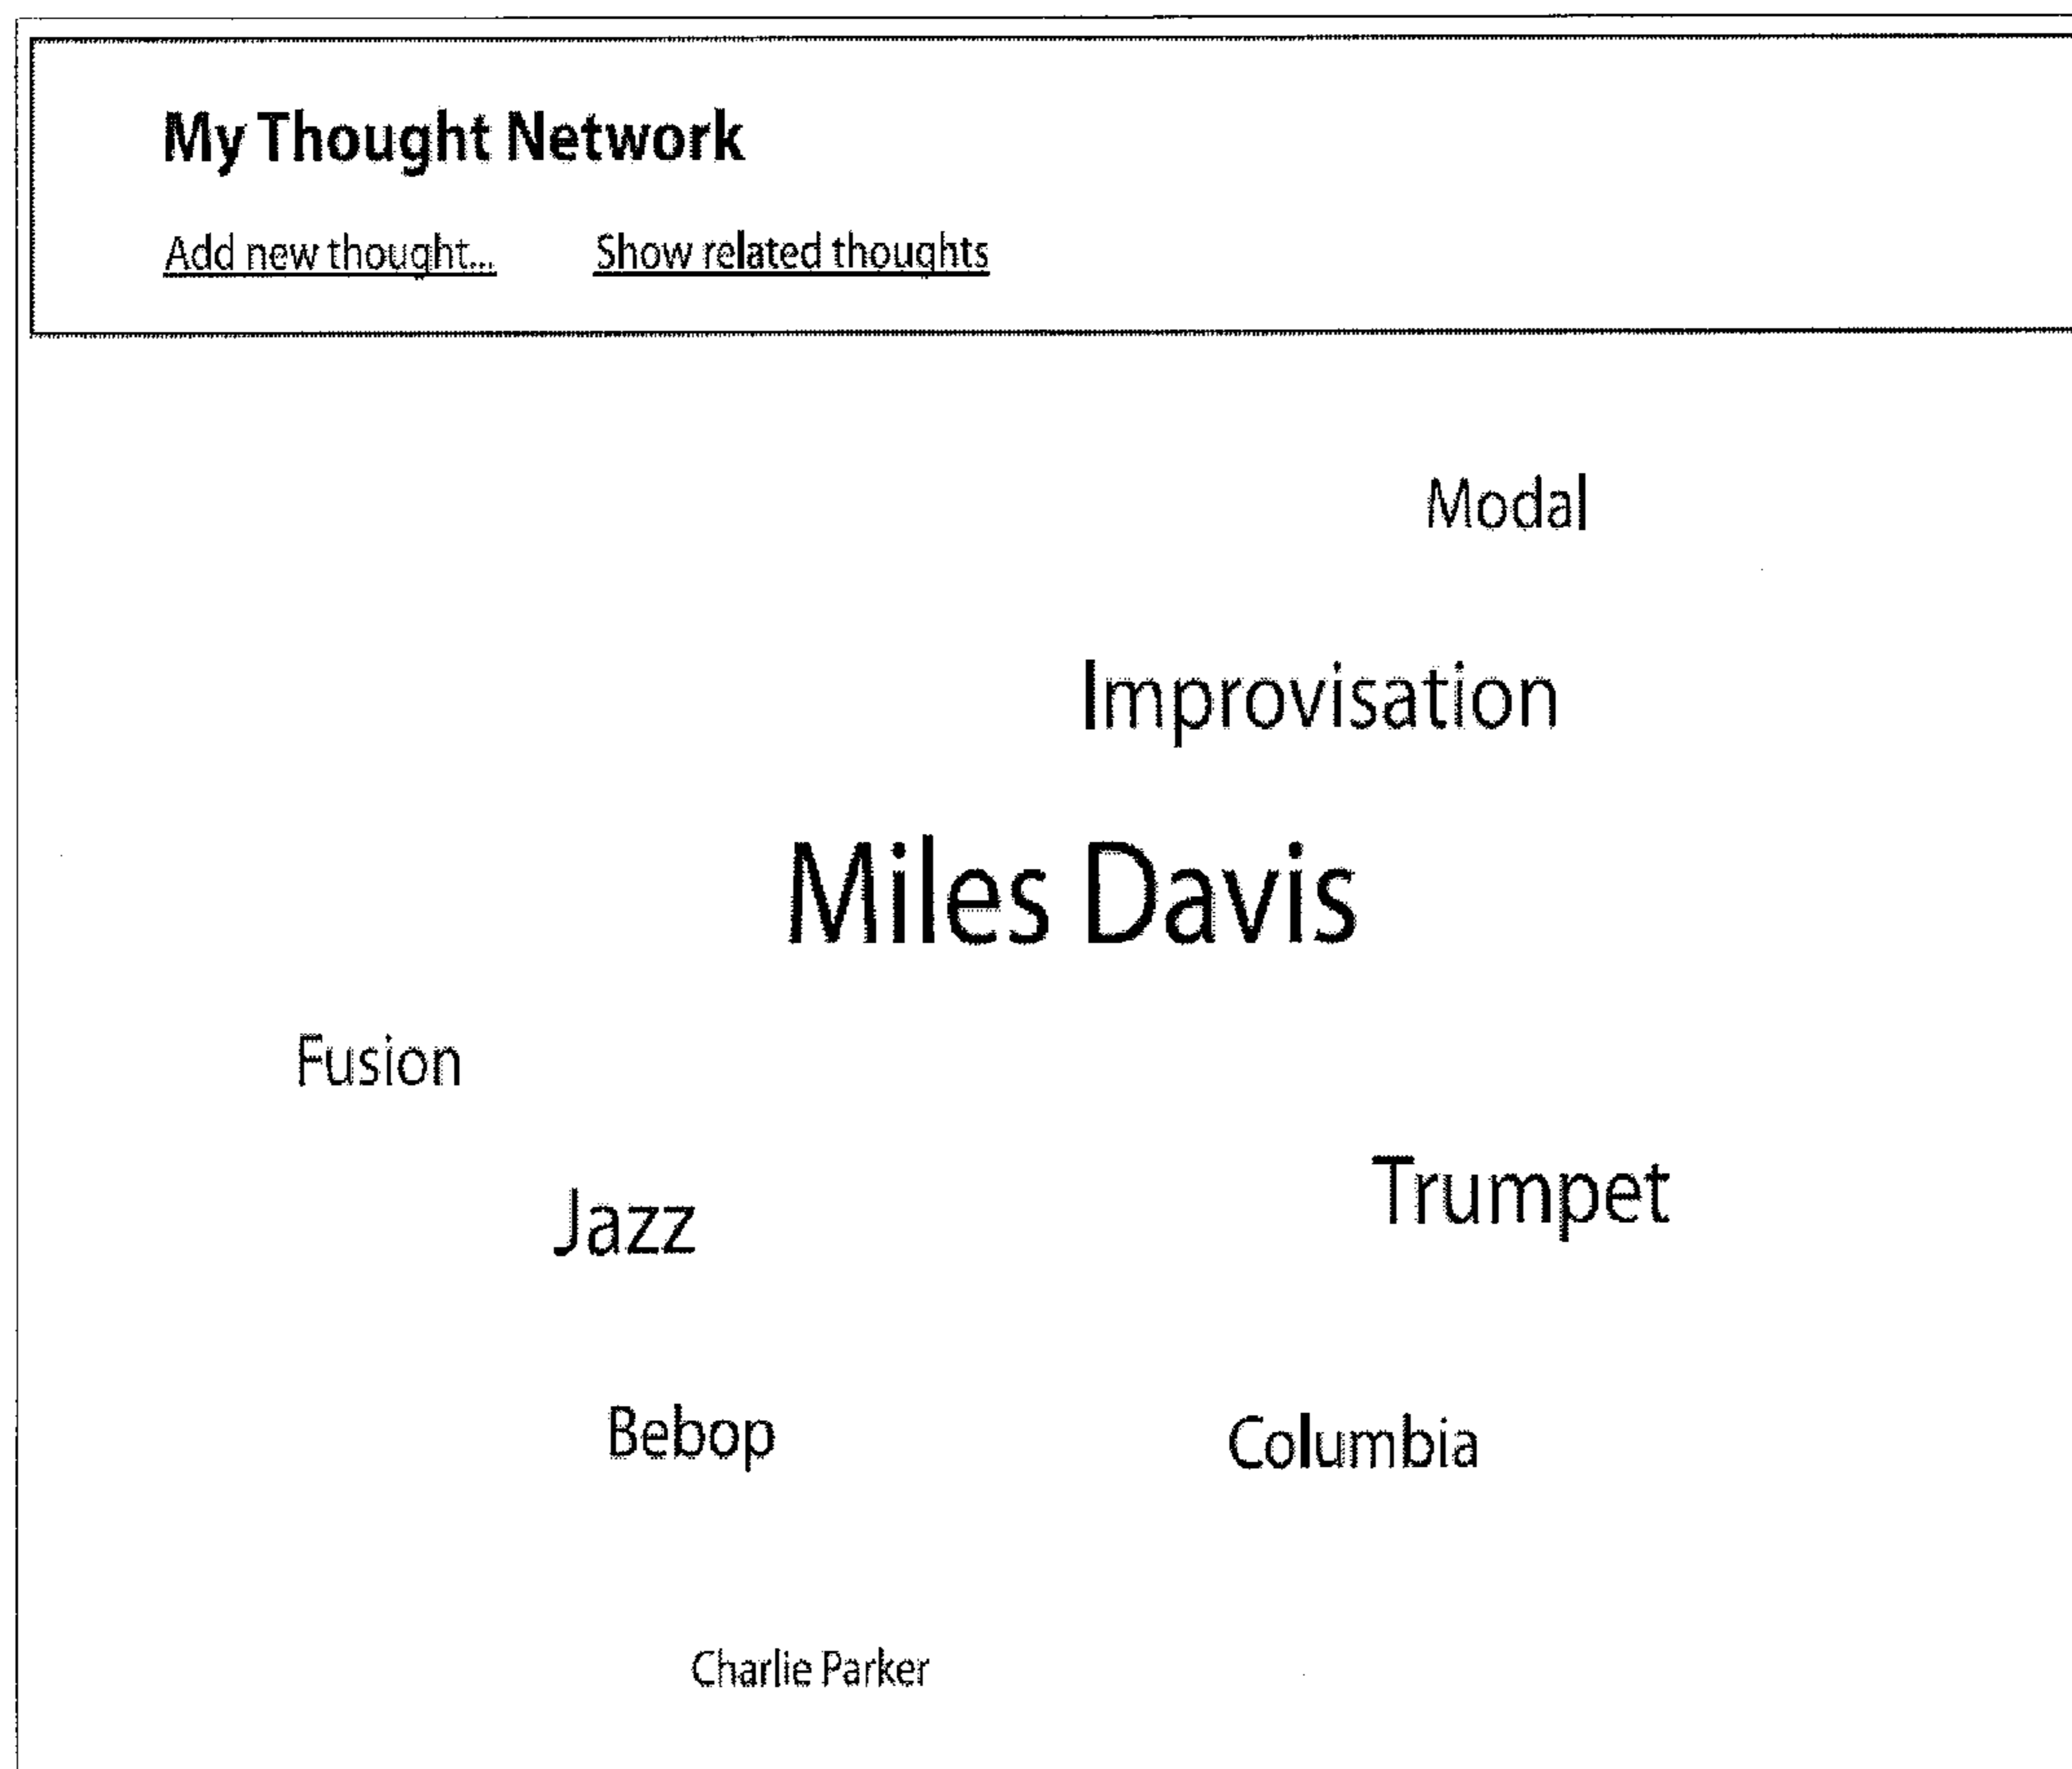 My Thought Network
Add new thought... Show related thoughts
Modal
Improvisation
Miles Davis
Fusion
Trumpet
Jazz
Bebop
Columbia
Charlie Parker